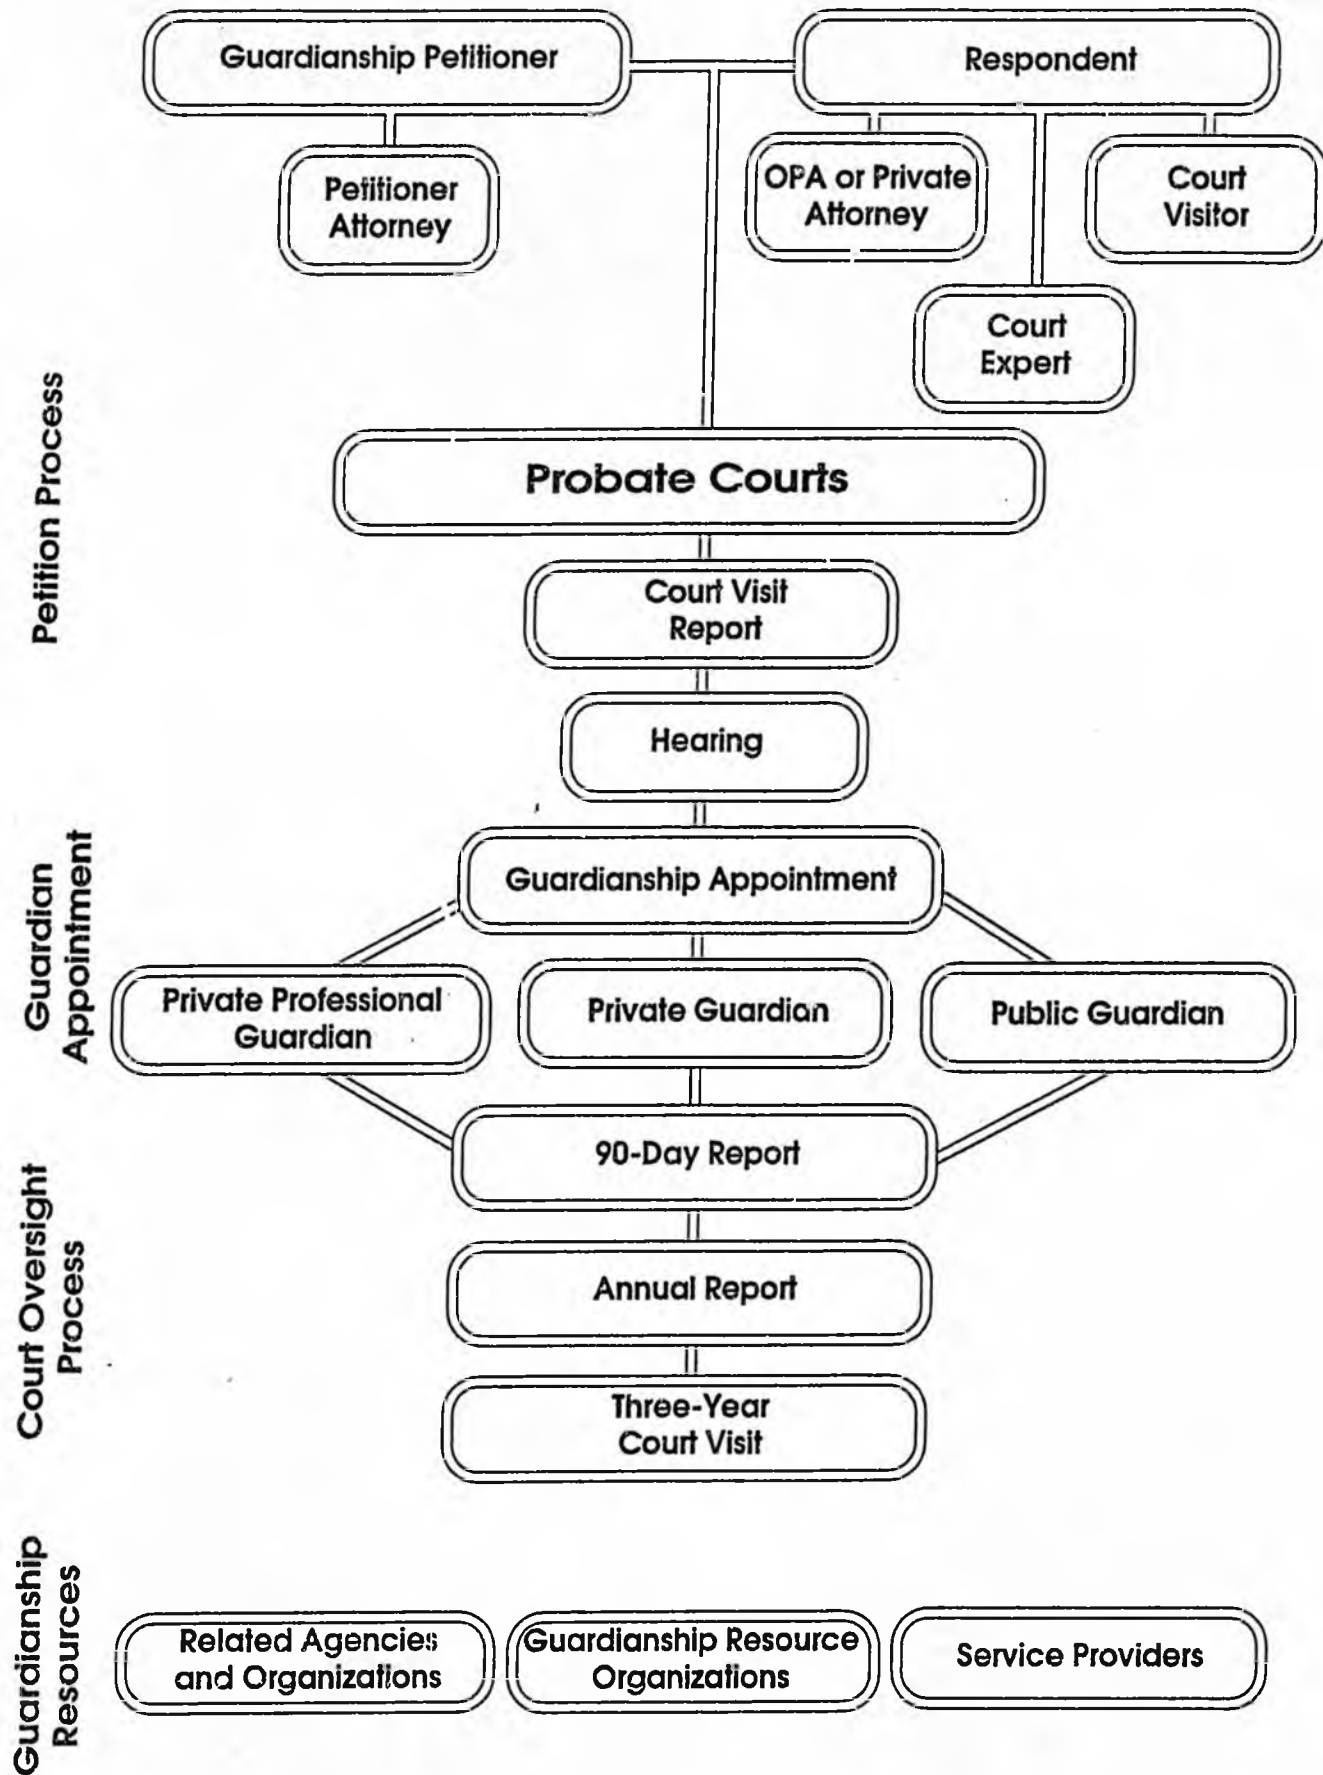 Guardianship Petitioner
Respondent
Petitioner
Attorney
OPA or Private
Attorney
Court
Visitor
Court
Expert
Petition Process
Probate Courts
Court Visit
Report
Hearing
Guardian
Appointment
Guardianship Appointment
Private Professional
Guardian
Private Guardian
Public Guardian
Court Oversight
Process
90-Day Report
Annual Report
Three-Year
Court Visit
Guardianship
Resources
Related Agencies
and Organizations
Guardianship Resource
Organizations
Service Providers